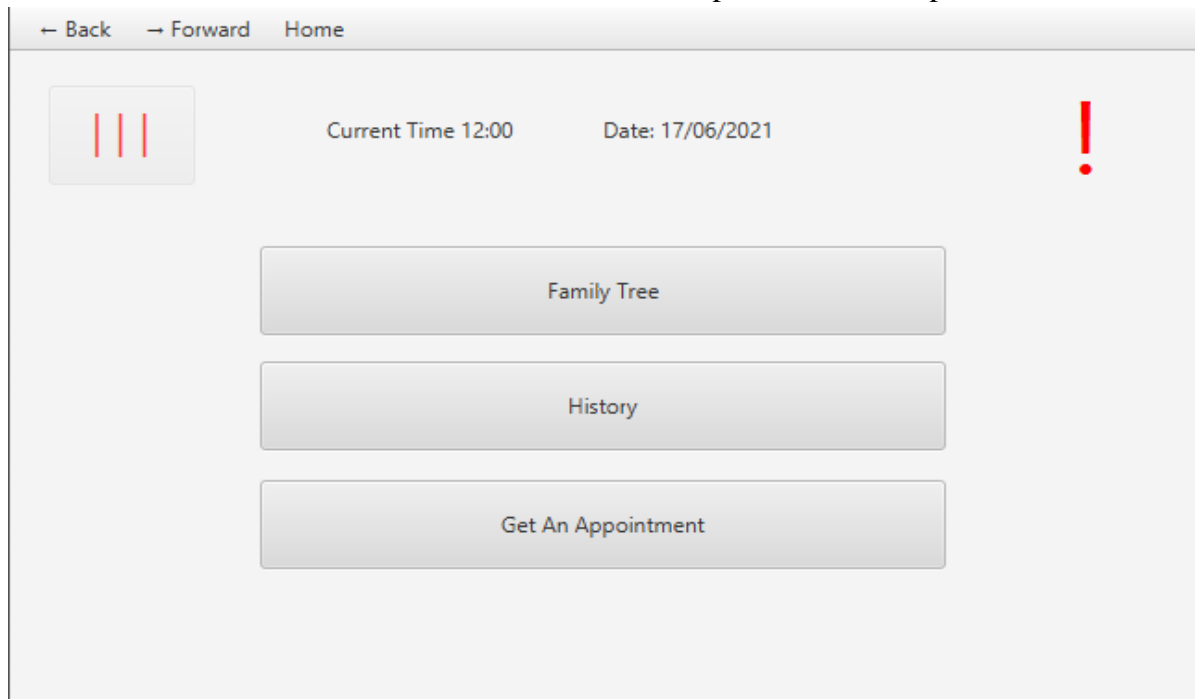 ← Back → Forward Home
||| Current Time 12:00 Date: 17/06/2021 !
Family Tree
History
Get An Appointment